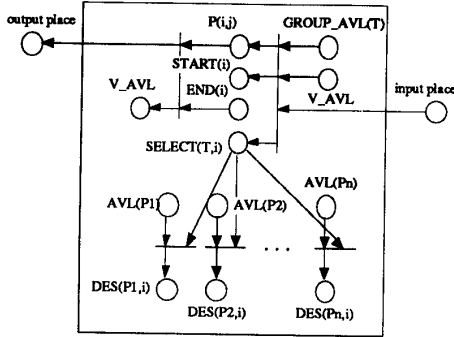 output place
P(i,j)
GROUP_AVL(T)
START(i)
V_AVL
END(i)
V_AVL
input place
SELECT(T,i)
AVL(P1)
AVL(P2)
AVL(Pn)
. . .
DES(P1,i)
DES(P2,i)
DES(Pn,i)